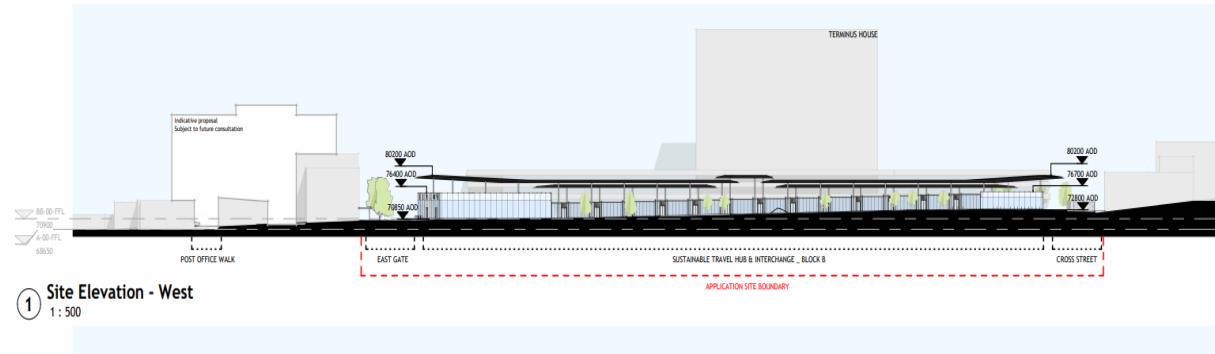 TERMINUS HOUSE
Indicative proposal
Subject to future consultation
80200 AOD
76400 AOD
70850 AOD
80200 AOD
76700 AOD
72800 AOD
BB-00-FFL
70900
A-00-FFL
68650
POST OFFICE WALK
EAST GATE
SUSTAINABLE TRAVEL HUB & INTERCHANGE _ BLOCK B
CROSS STREET
APPLICATION SITE BOUNDARY
1 Site Elevation - West
1 : 500